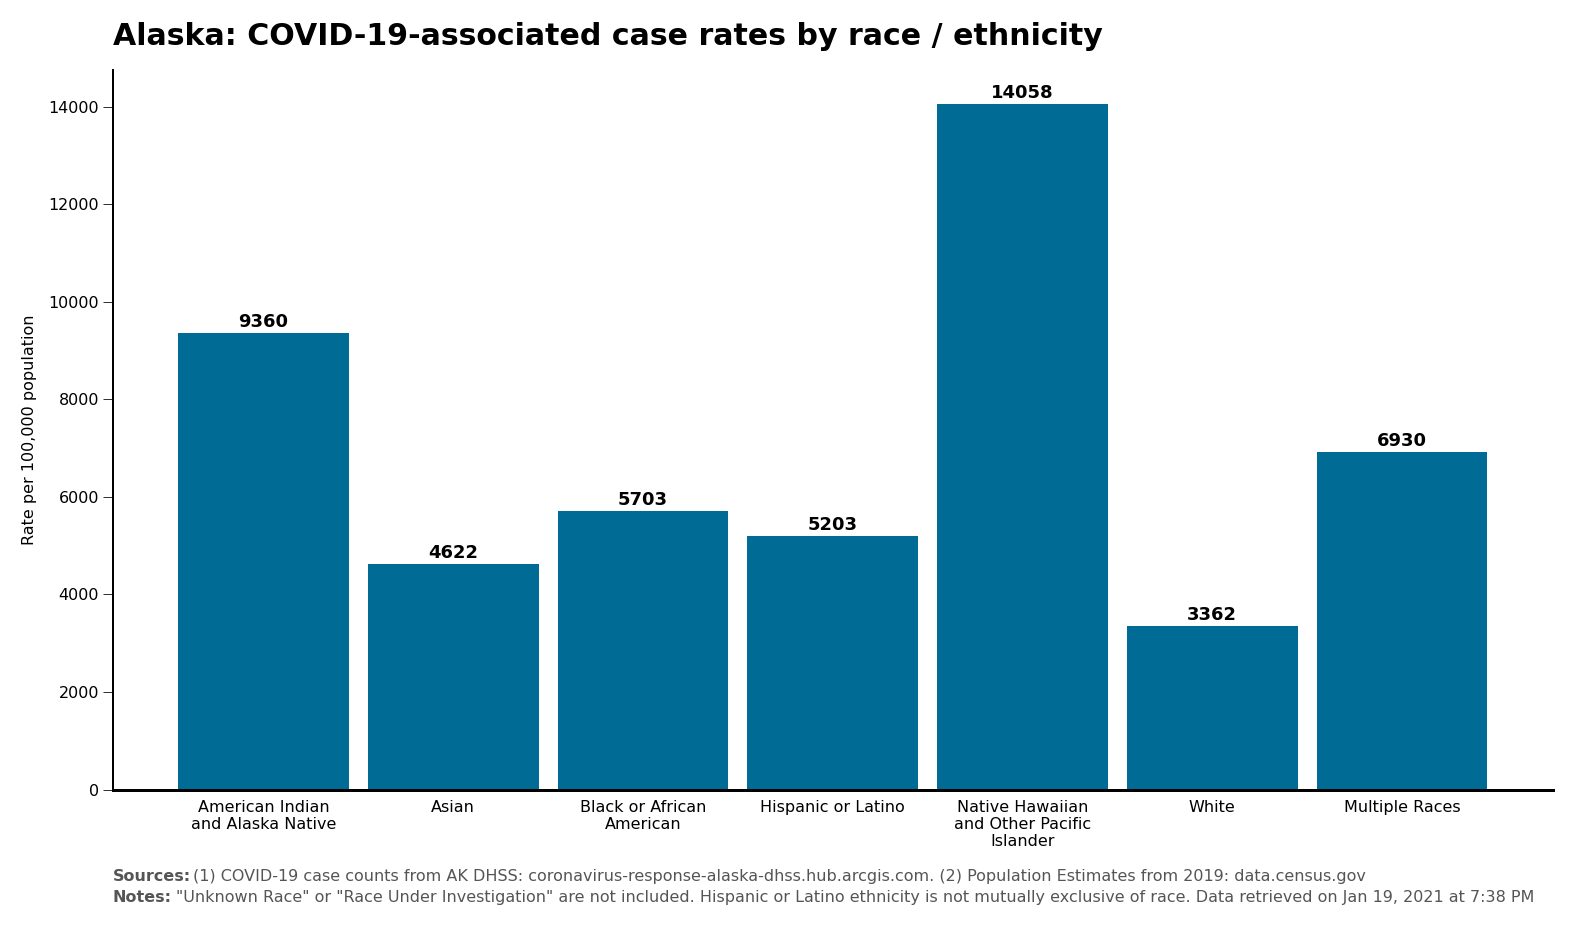 Alaska: COVID-19-associated case rates by race / ethnicity
Rate per 100,000 population
14000
12000
10000
8000
6000
4000
2000
0
9360
4622
5703
5203
14058
3362
6930
American Indian
and Alaska Native
Asian
Black or African
American
Hispanic or Latino
Native Hawaiian
and Other Pacific
Islander
White
Multiple Races
Sources: (1) COVID-19 case counts from AK DHSS: coronavirus-response-alaska-dhss.hub.arcgis.com. (2) Population Estimates from 2019: data.census.gov
Notes: "Unknown Race" or "Race Under Investigation" are not included. Hispanic or Latino ethnicity is not mutually exclusive of race. Data retrieved on Jan 19, 2021 at 7:38 PM